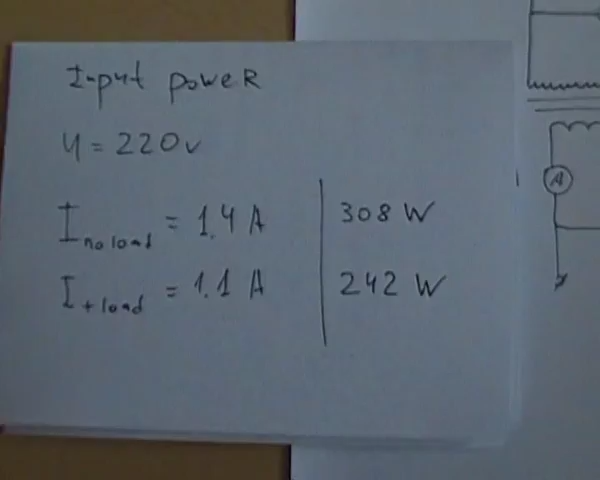 Input poweR
U = 220v
I no load = 1.4 A | 308 W
I + load = 1.1 A | 242 W
A